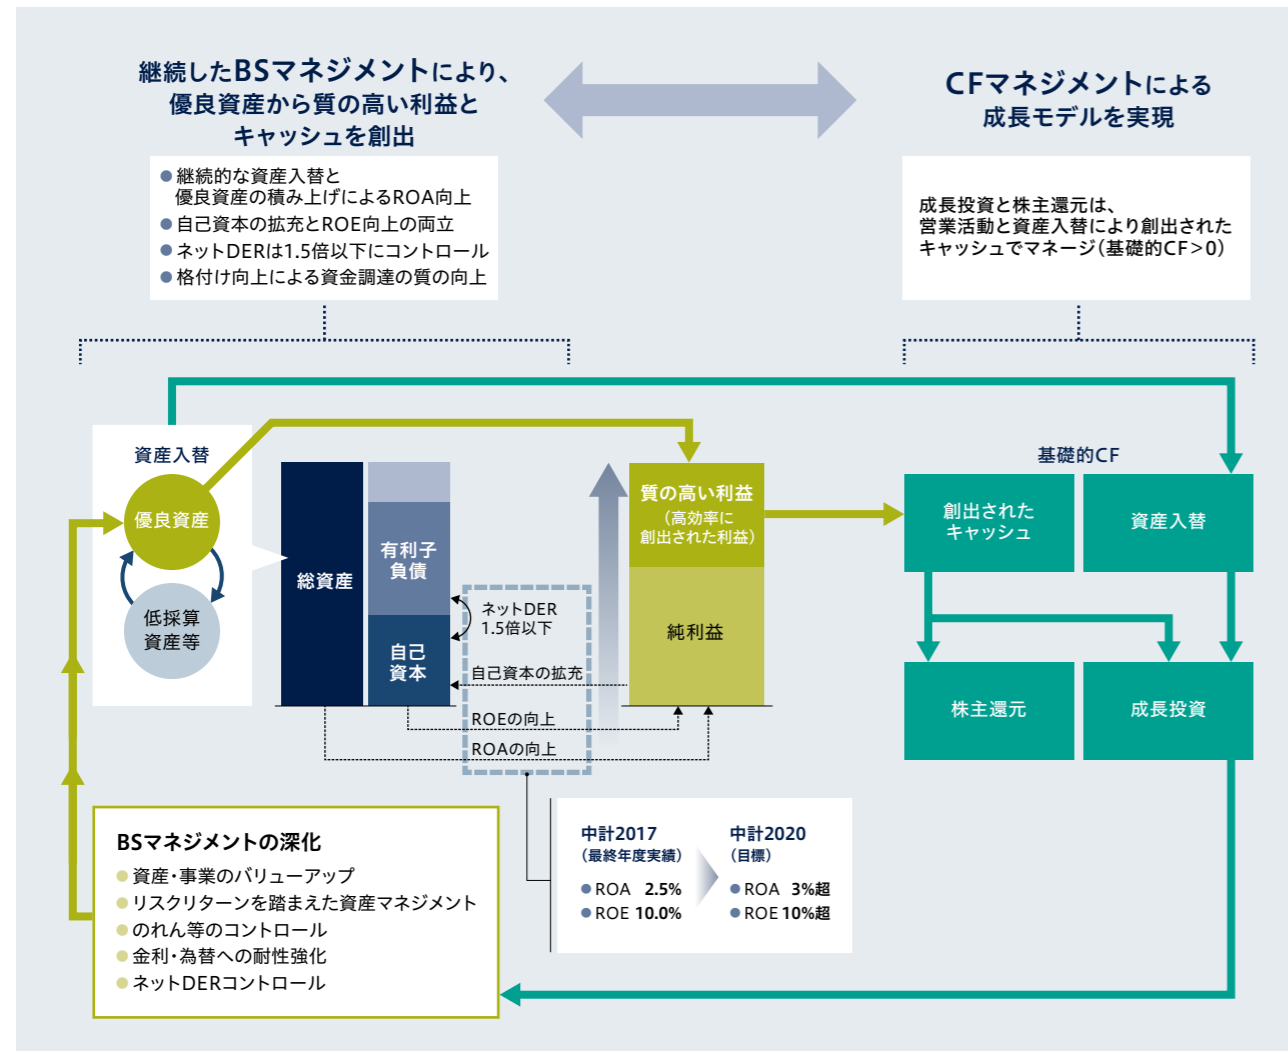 継続したBSマネジメントにより、
優良資産から質の高い利益と
キャッシュを創出
CFマネジメントによる
成長モデルを実現
● 継続的な資産入替と
優良資産の積み上げによるROA向上
● 自己資本の拡充とROE向上の両立
● ネットDERは1.5倍以下にコントロール
● 格付け向上による資金調達の質の向上
成長投資と株主還元は、
営業活動と資産入替により創出された
キャッシュでマネージ（基礎的CF＞0）
資産入替
優良資産
低採算
資産等
総資産
有利子
負債
自己
資本
ネットDER
1.5倍以下
自己資本の拡充
ROEの向上
ROAの向上
質の高い利益
（高効率に
創出された利益）
純利益
基礎的CF
創出された
キャッシュ
資産入替
株主還元
成長投資
BSマネジメントの深化
● 資産・事業のバリューアップ
● リスクリターンを踏まえた資産マネジメント
● のれん等のコントロール
● 金利・為替への耐性強化
● ネットDERコントロール
中計2017
（最終年度実績）
● ROA 2.5%
● ROE 10.0%
中計2020
（目標）
● ROA 3%超
● ROE 10%超